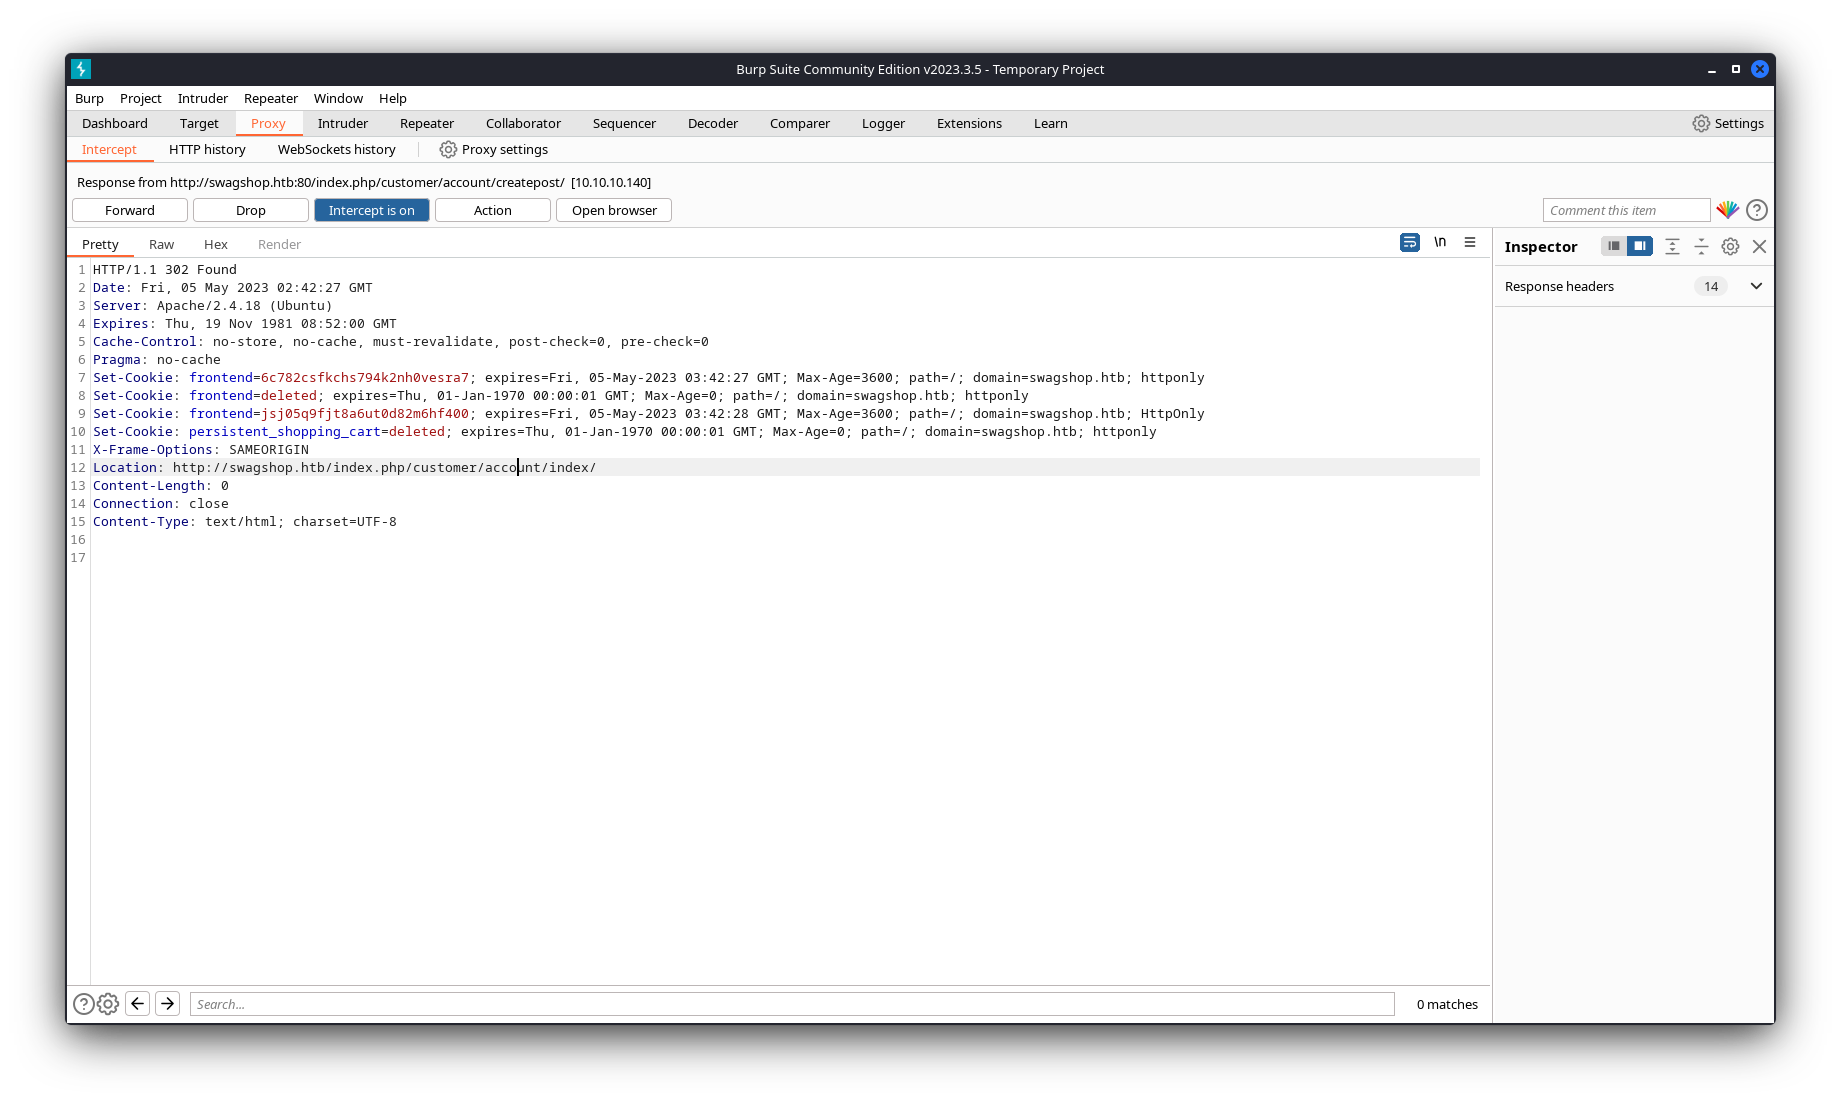 Burp Suite Community Edition v2023.3.5 - Temporary Project
Burp Project Intruder Repeater Window Help
Dashboard Target Proxy Intruder Repeater Collaborator Sequencer Decoder Comparer Logger Extensions Learn Settings
Intercept HTTP history WebSockets history Proxy settings
Response from http://swagshop.htb:80/index.php/customer/account/createpost/ [10.10.10.140]
Forward Drop Intercept is on Action Open browser Comment this item ?
Pretty Raw Hex Render \n Inspector
Response headers 14
1 HTTP/1.1 302 Found
2 Date: Fri, 05 May 2023 02:42:27 GMT
3 Server: Apache/2.4.18 (Ubuntu)
4 Expires: Thu, 19 Nov 1981 08:52:00 GMT
5 Cache-Control: no-store, no-cache, must-revalidate, post-check=0, pre-check=0
6 Pragma: no-cache
7 Set-Cookie: frontend=6c782csfkchs794k2nh0vesra7; expires=Fri, 05-May-2023 03:42:27 GMT; Max-Age=3600; path=/; domain=swagshop.htb; httponly
8 Set-Cookie: frontend=deleted; expires=Thu, 01-Jan-1970 00:00:01 GMT; Max-Age=0; path=/; domain=swagshop.htb; httponly
9 Set-Cookie: frontend=jsj05q9fjt8a6ut0d82m6hf400; expires=Fri, 05-May-2023 03:42:28 GMT; Max-Age=3600; path=/; domain=swagshop.htb; HttpOnly
10 Set-Cookie: persistent_shopping_cart=deleted; expires=Thu, 01-Jan-1970 00:00:01 GMT; Max-Age=0; path=/; domain=swagshop.htb; httponly
11 X-Frame-Options: SAMEORIGIN
12 Location: http://swagshop.htb/index.php/customer/account/index/
13 Content-Length: 0
14 Connection: close
15 Content-Type: text/html; charset=UTF-8
16
17
? Search... 0 matches